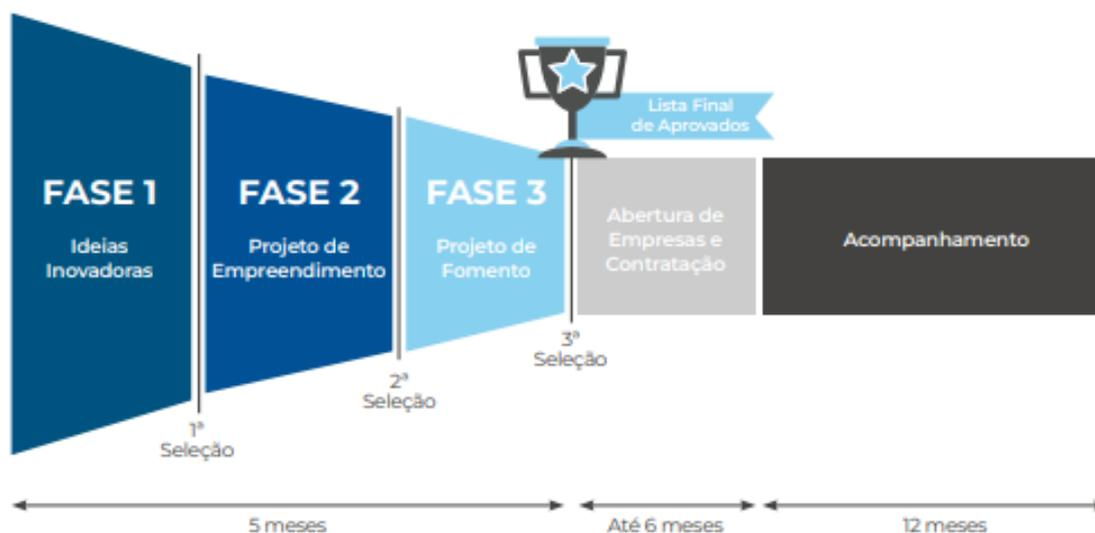 Lista Final
de Aprovados
FASE 1
Ideias
Inovadoras
FASE 2
Projeto de
Empreendimento
FASE 3
Projeto de
Fomento
Abertura de
Empresas e
Contratação
Acompanhamento
1ª
Seleção
2ª
Seleção
3ª
Seleção
5 meses
Até 6 meses
12 meses